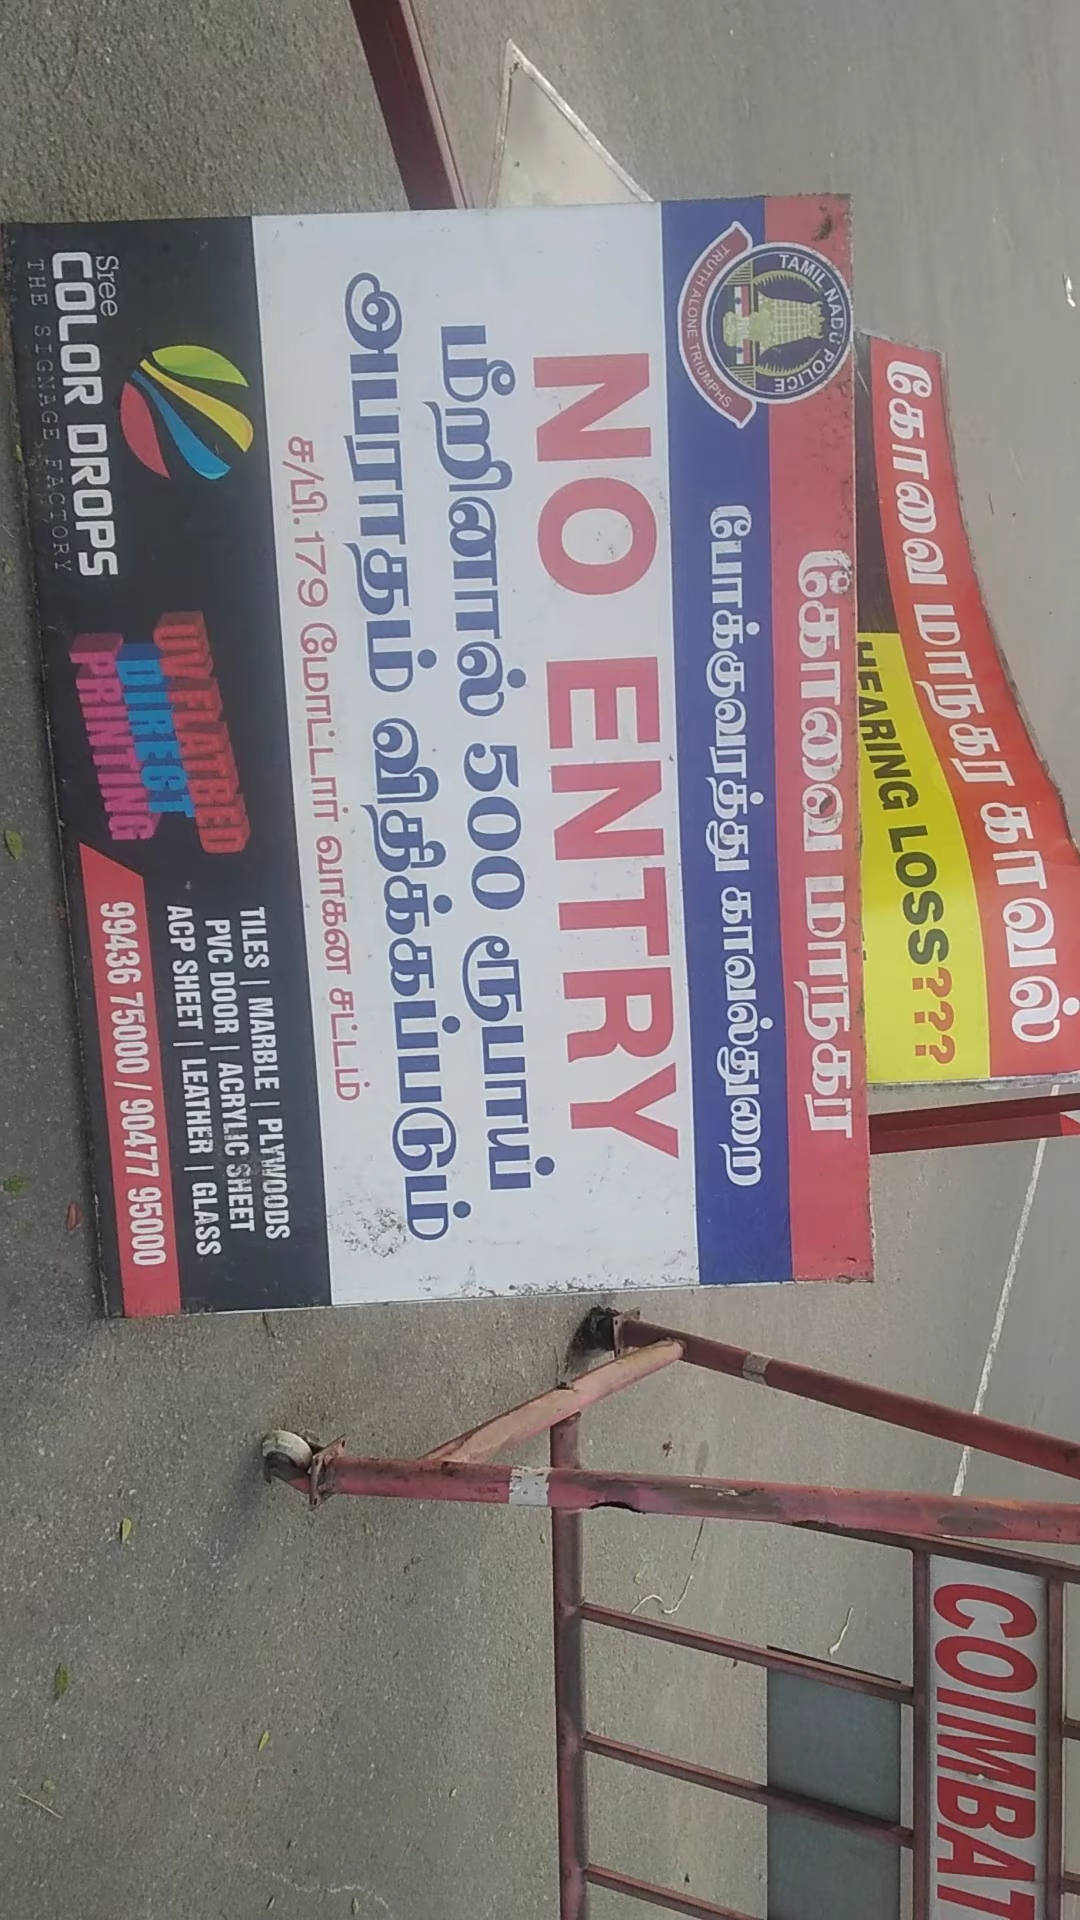 கோவை மாநகர
போக்குவரத்து காவல்துறை
TAMIL NADU POLICE
TRUTH ALONE TRIUMPHS
NO ENTRY
மீறினால் 500 ரூபாய்
அபராதம் விதிக்கப்படும்
ச/பி.179 மோட்டார் வாகன சட்டம்
Sree
COLOR DROPS
THE SIGNAGE FACTORY
UV FLATBED
DIRECT
PRINTING
TILES | MARBLE | PLYWOODS
PVC DOOR | ACRYLIC SHEET
ACP SHEET | LEATHER | GLASS
99436 75000 / 90477 95000
கோவை மாநகர காவல்
HEARING LOSS???
COIMBAT